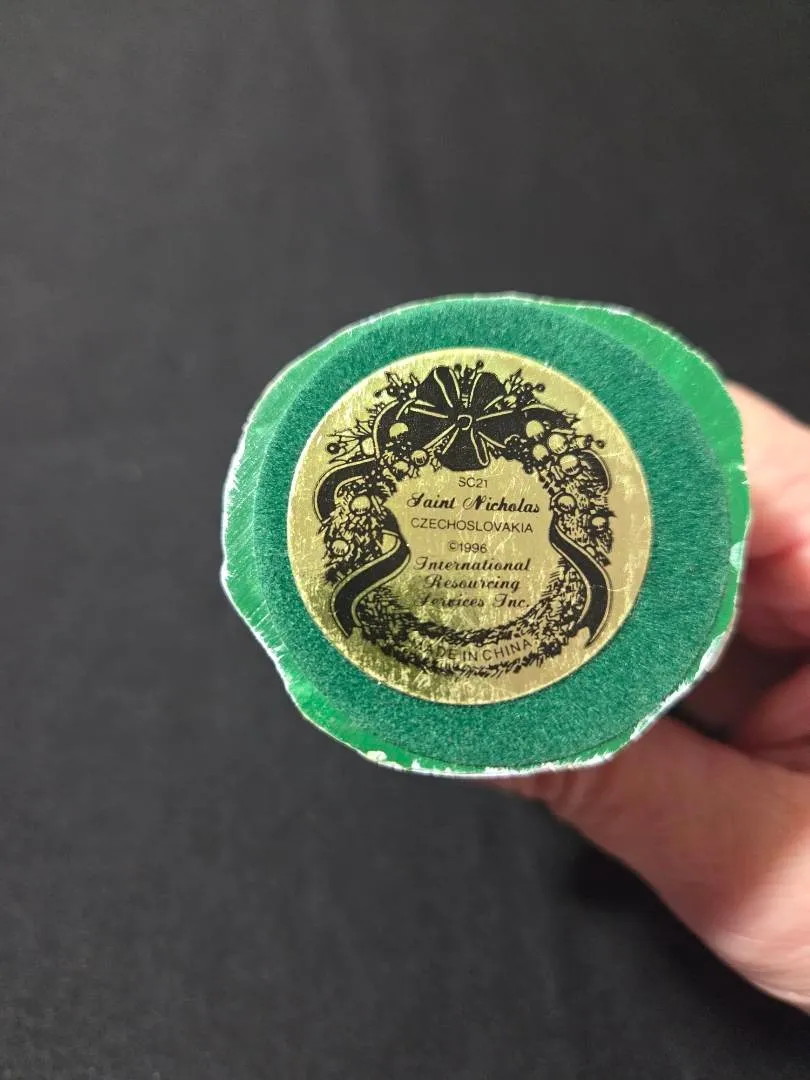 SC21
Saint Nicholas
CZECHOSLOVAKIA
©1996
International
Resourcing
Services Inc.
MADE IN CHINA